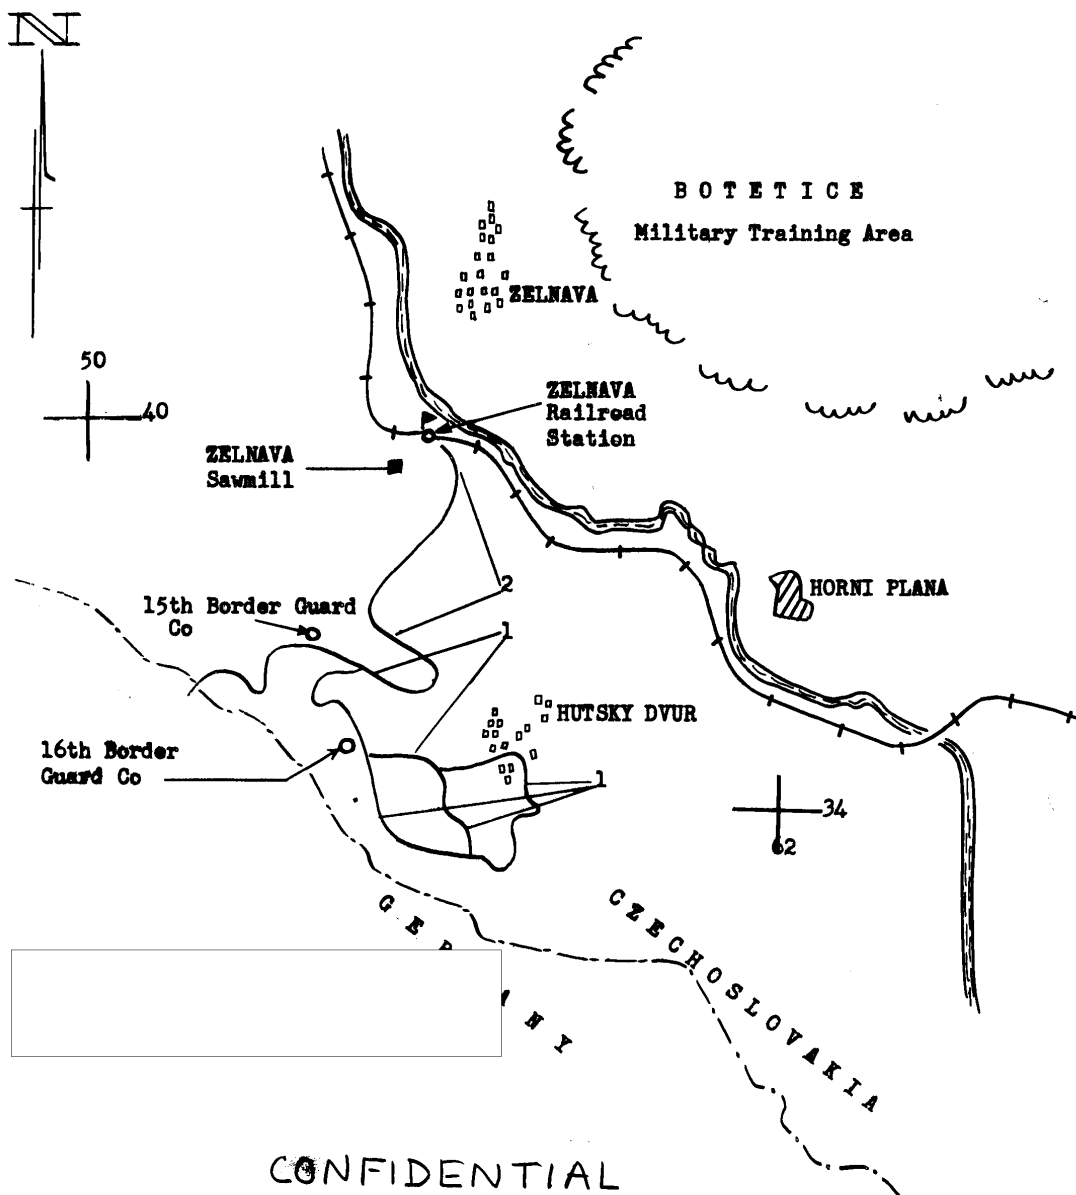 N
BOTETICE
Military Training Area
ZELNAVA
50
40
ZELNAVA
Railroad
Station
ZELNAVA
Sawmill
2
15th Border Guard
Co
1
HORNI PLANA
HUTSKY DVUR
16th Border
Guard Co
1
34
62
CZECHOSLOVAKIA
CONFIDENTIAL